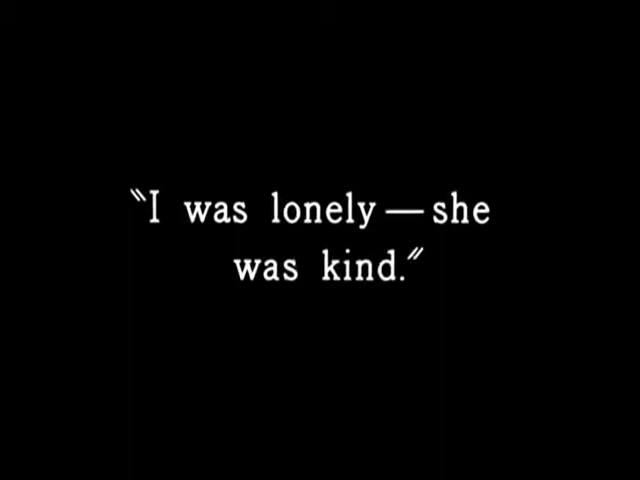 "I was lonely — she
was kind."